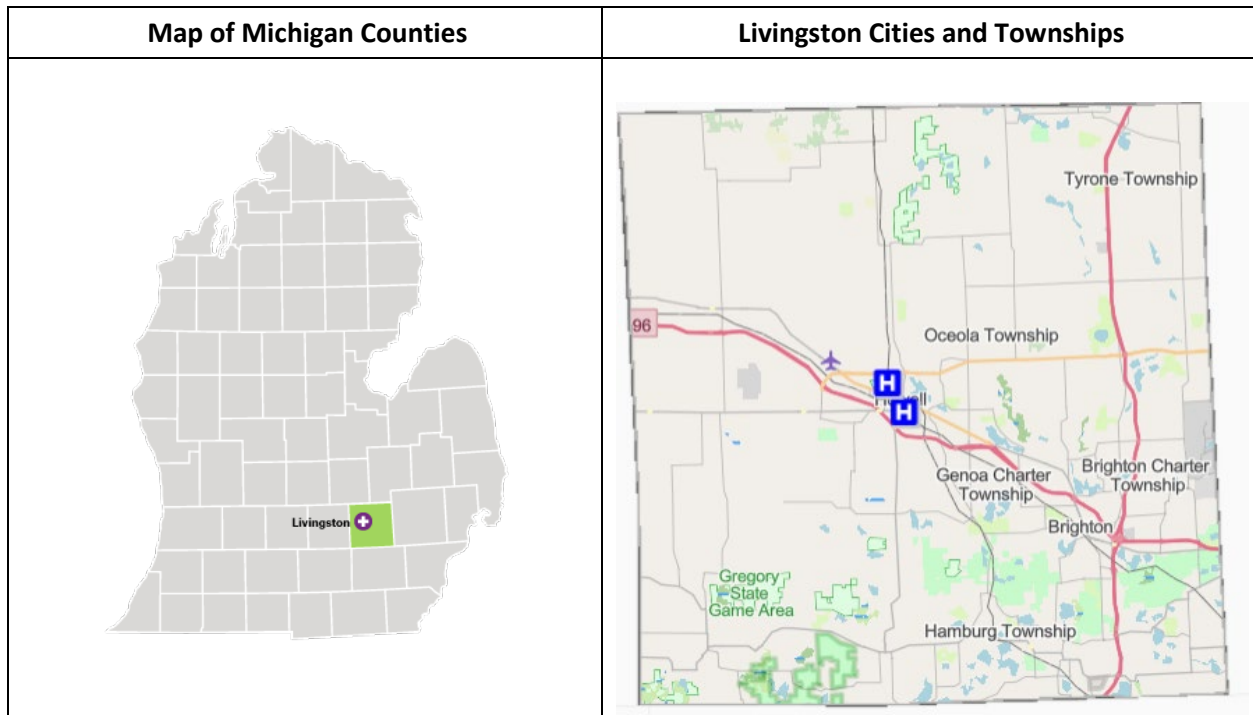 Map of Michigan Counties
Livingston Cities and Townships
Livingston
Tyrone Township
96
Oceola Township
H
H
Genoa Charter
Township
Brighton Charter
Township
Brighton
Gregory
State
Game Area
Hamburg Township